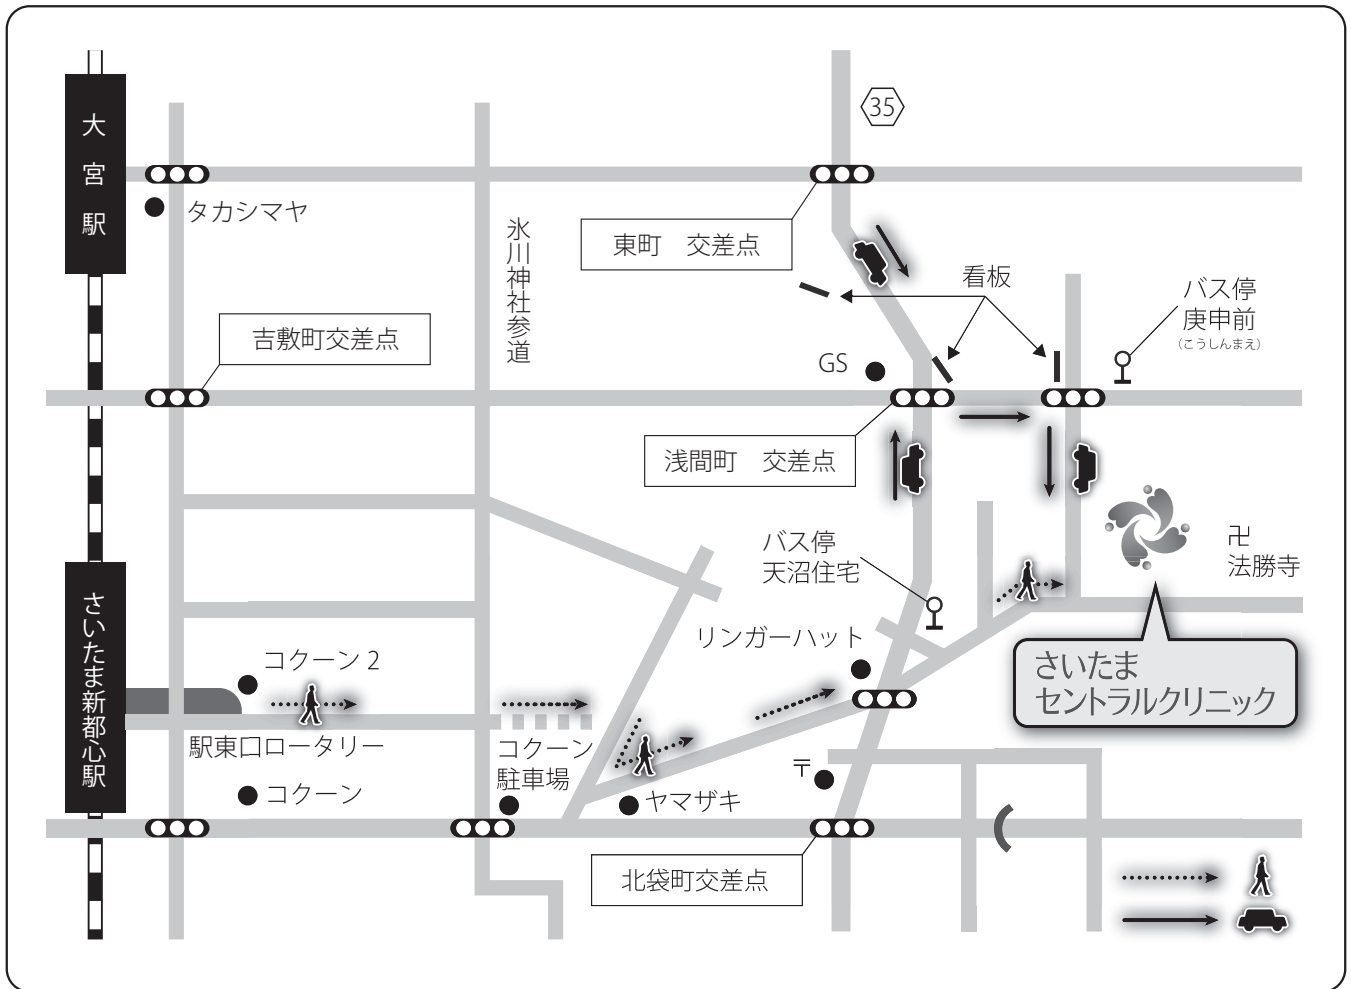 大宮駅
35
タカシマヤ
東町　交差点
氷川神社参道
看板
バス停
庚申前
（こうしんまえ）
吉敷町交差点
GS
浅間町　交差点
バス停
天沼住宅
卍
法勝寺
さいたま新都心駅
コクーン 2
リンガーハット
さいたま
セントラルクリニック
駅東口ロータリー
コクーン
駐車場
〒
コクーン
ヤマザキ
北袋町交差点